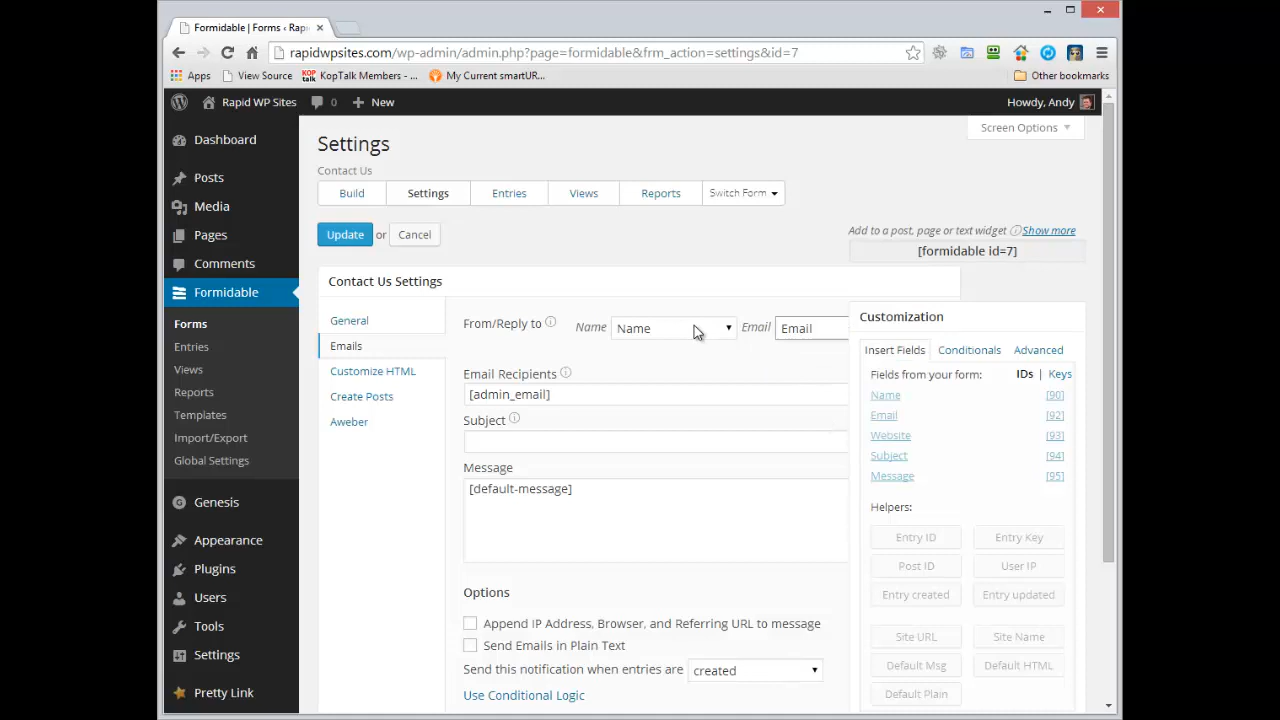 Formidable | Forms ‹ Rap
rapidwpsites.com/wp-admin/admin.php?page=formidable&frm_action=settings&id=7
Apps
View Source
KOP talk
KopTalk Members - ...
My Current smartUR...
Other bookmarks
Rapid WP Sites
0
New
Howdy, Andy
Dashboard
Posts
Media
Pages
Comments
Formidable
Forms
Entries
Views
Reports
Templates
Import/Export
Global Settings
Genesis
Appearance
Plugins
Users
Tools
Settings
Pretty Link
Screen Options
Settings
Contact Us
Build
Settings
Entries
Views
Reports
Switch Form
Update or Cancel
Add to a post, page or text widget Show more
[formidable id=7]
Contact Us Settings
General
Emails
Customize HTML
Create Posts
Aweber
From/Reply to Name Name Email Email
Email Recipients
[admin_email]
Subject
Message
[default-message]
Options
Append IP Address, Browser, and Referring URL to message
Send Emails in Plain Text
Send this notification when entries are created
Use Conditional Logic
Customization
Insert Fields Conditionals Advanced
Fields from your form: IDs | Keys
Name [90]
Email [92]
Website [93]
Subject [94]
Message [95]
Helpers:
Entry ID Entry Key
Post ID User IP
Entry created Entry updated
Site URL Site Name
Default Msg Default HTML
Default Plain